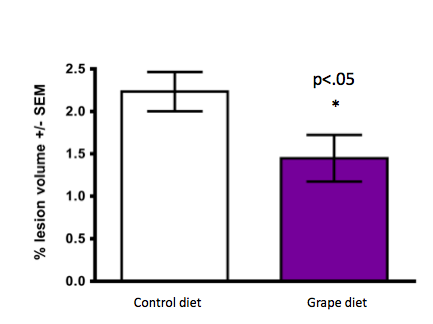 % lesion volume +/- SEM
2.5
2.0
1.5
1.0
0.5
0.0
p<.05
*
Control diet
Grape diet